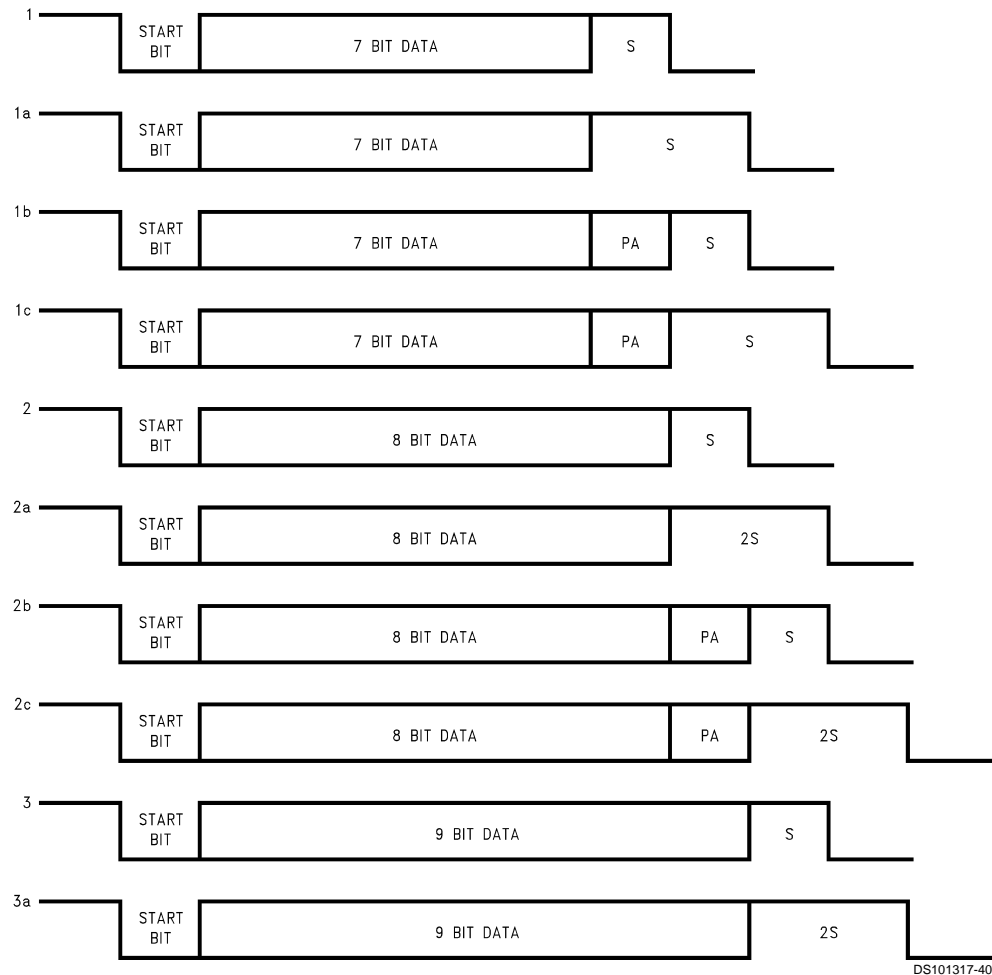 1
START BIT 7 BIT DATA S
1a
START BIT 7 BIT DATA S
1b
START BIT 7 BIT DATA PA S
1c
START BIT 7 BIT DATA PA S
2
START BIT 8 BIT DATA S
2a
START BIT 8 BIT DATA 2S
2b
START BIT 8 BIT DATA PA S
2c
START BIT 8 BIT DATA PA 2S
3
START BIT 9 BIT DATA S
3a
START BIT 9 BIT DATA 2S
DS101317-40